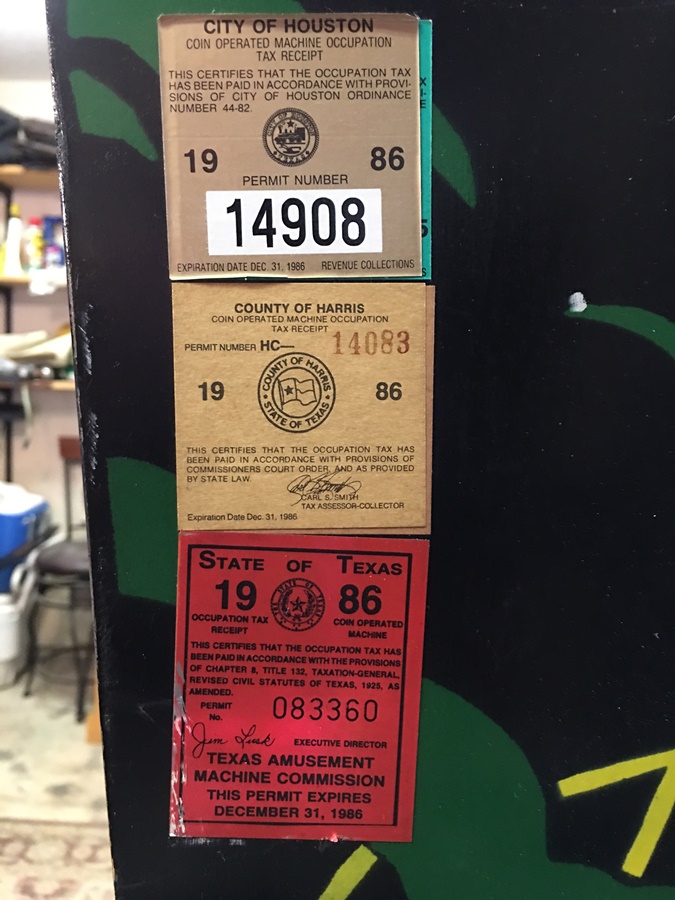 CITY OF HOUSTON
COIN OPERATED MACHINE OCCUPATION
TAX RECEIPT
THIS CERTIFIES THAT THE OCCUPATION TAX
HAS BEEN PAID IN ACCORDANCE WITH PROVI-
SIONS OF CITY OF HOUSTON ORDINANCE
NUMBER 44-82.
19 86
PERMIT NUMBER
14908
EXPIRATION DATE DEC. 31, 1986 REVENUE COLLECTIONS
X
I-
E
5
S
COUNTY OF HARRIS
COIN OPERATED MACHINE OCCUPATION
TAX RECEIPT
PERMIT NUMBER HC— 14083
19 86
COUNTY OF HARRIS
STATE OF TEXAS
THIS CERTIFIES THAT THE OCCUPATION TAX HAS
BEEN PAID IN ACCORDANCE WITH PROVISIONS OF
COMMISSIONERS COURT ORDER, AND AS PROVIDED
BY STATE LAW.
CARL S. SMITH
TAX ASSESSOR-COLLECTOR
Expiration Date Dec. 31, 1986
STATE OF TEXAS
19 86
OCCUPATION TAX COIN OPERATED
RECEIPT MACHINE
THIS CERTIFIES THAT THE OCCUPATION TAX HAS
BEEN PAID IN ACCORDANCE WITH THE PROVISIONS
OF CHAPTER 8, TITLE 132, TAXATION-GENERAL,
REVISED CIVIL STATUTES OF TEXAS, 1925, AS
AMENDED.
PERMIT
No. 083360
Jim Lusk EXECUTIVE DIRECTOR
TEXAS AMUSEMENT
MACHINE COMMISSION
THIS PERMIT EXPIRES
DECEMBER 31, 1986